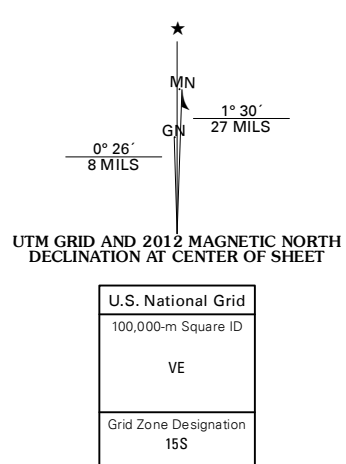 ★
MN
1° 30´
27 MILS
GN
0° 26´
8 MILS
UTM GRID AND 2012 MAGNETIC NORTH
DECLINATION AT CENTER OF SHEET
U.S. National Grid
100,000-m Square ID
VE
Grid Zone Designation
15S